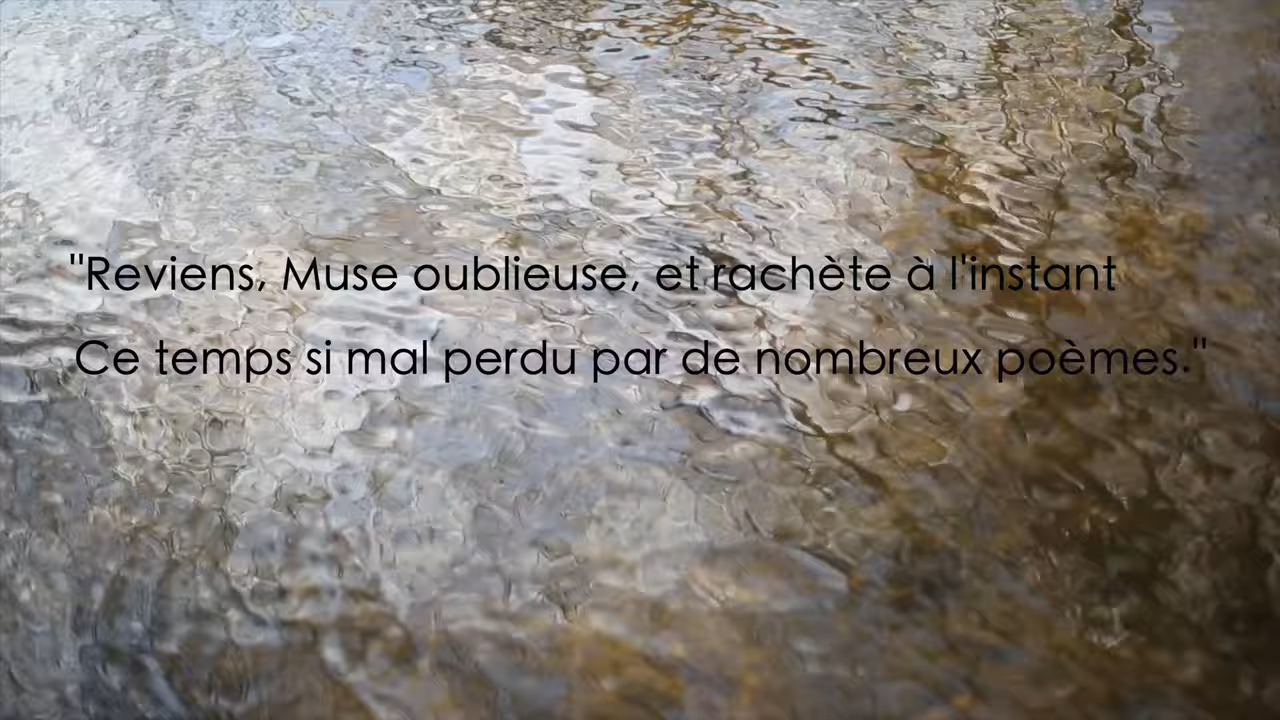 "Reviens, Muse oublieuse, et rachète à l'instant
Ce temps si mal perdu par de nombreux poèmes."